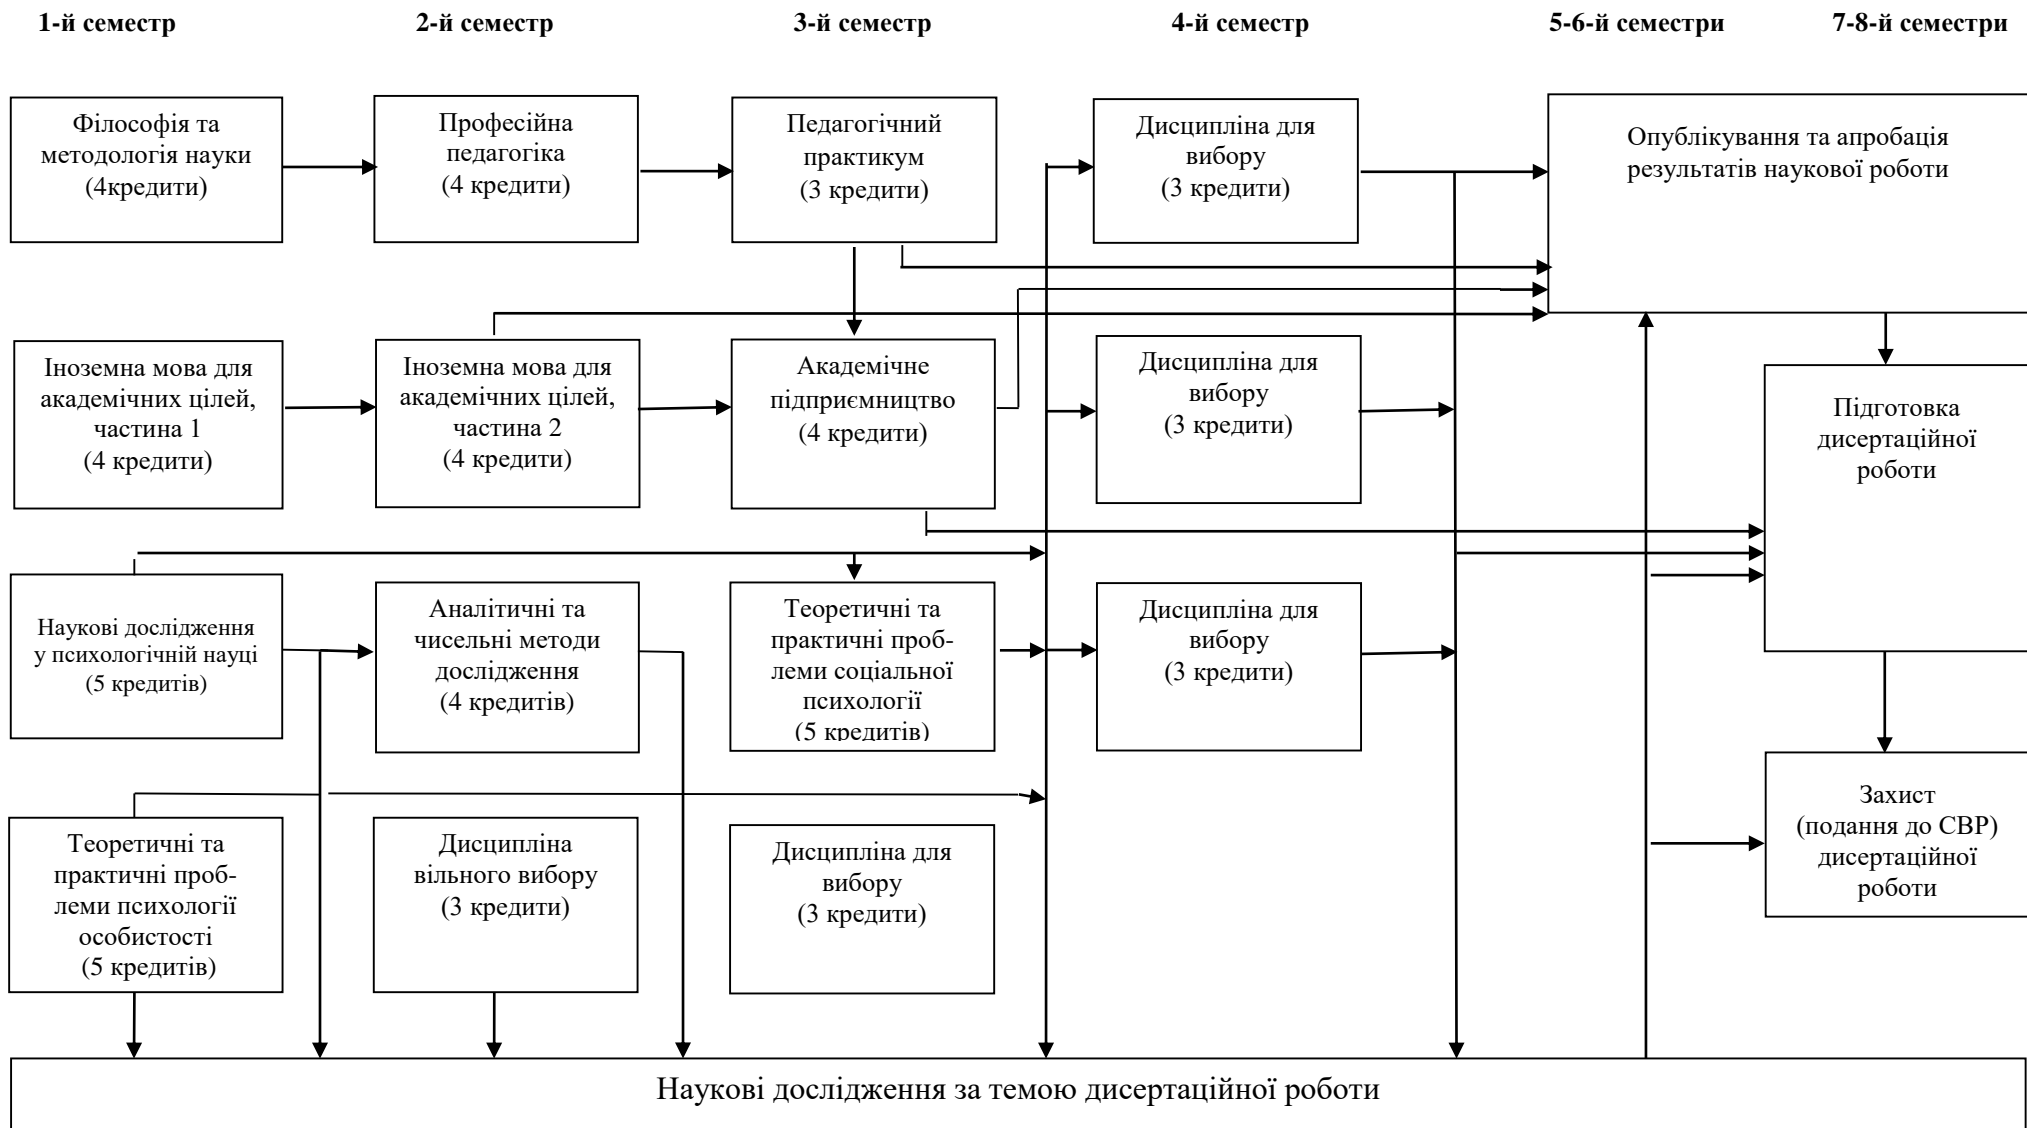 1-й семестр
2-й семестр
3-й семестр
4-й семестр
5-6-й семестри
7-8-й семестри
Філософія та
методологія науки
(4кредити)
Професійна
педагогіка
(4 кредити)
Педагогічний
практикум
(3 кредити)
Дисципліна для
вибору
(3 кредити)
Опублікування та апробація
результатів наукової роботи
Іноземна мова для
академічних цілей,
частина 1
(4 кредити)
Іноземна мова для
академічних цілей,
частина 2
(4 кредити)
Академічне
підприємництво
(4 кредити)
Дисципліна для
вибору
(3 кредити)
Підготовка
дисертаційної
роботи
Наукові дослідження
у психологічній науці
(5 кредитів)
Аналітичні та
чисельні методи
дослідження
(4 кредитів)
Теоретичні та
практичні проб-
леми соціальної
психології
(5 кредитів)
Дисципліна для
вибору
(3 кредити)
Теоретичні та
практичні проб-
леми психології
особистості
(5 кредитів)
Дисципліна
вільного вибору
(3 кредити)
Дисципліна для
вибору
(3 кредити)
Захист
(подання до СВР)
дисертаційної
роботи
Наукові дослідження за темою дисертаційної роботи